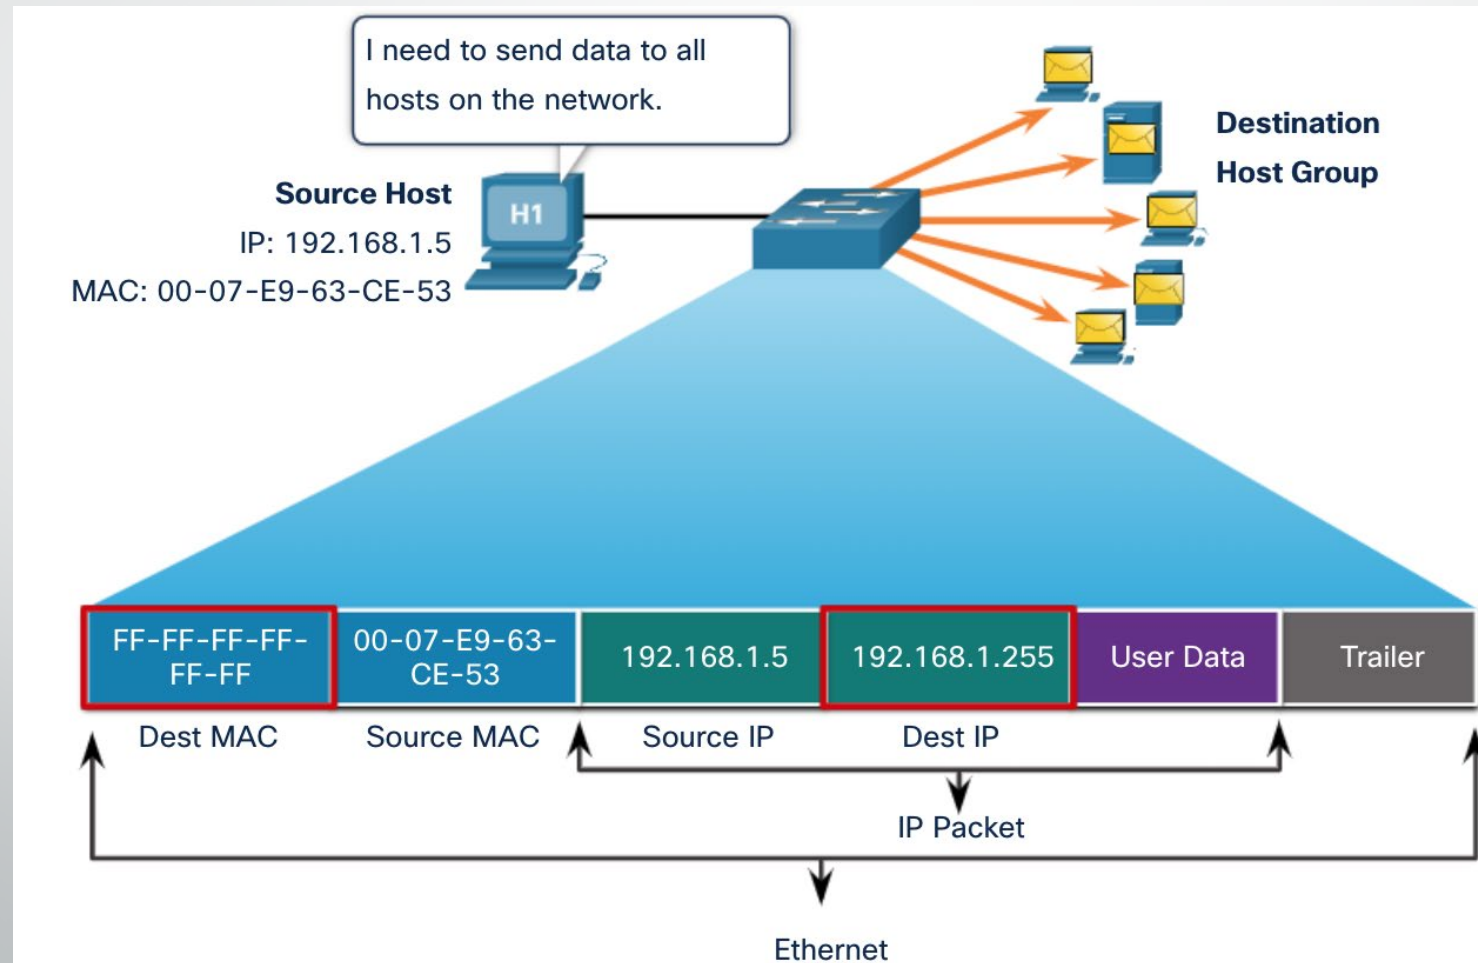 I need to send data to all
hosts on the network.
Source Host
IP: 192.168.1.5
MAC: 00-07-E9-63-CE-53
H1
Destination
Host Group
FF-FF-FF-FF-
FF-FF
00-07-E9-63-
CE-53
192.168.1.5
192.168.1.255
User Data
Trailer
Dest MAC
Source MAC
Source IP
Dest IP
IP Packet
Ethernet